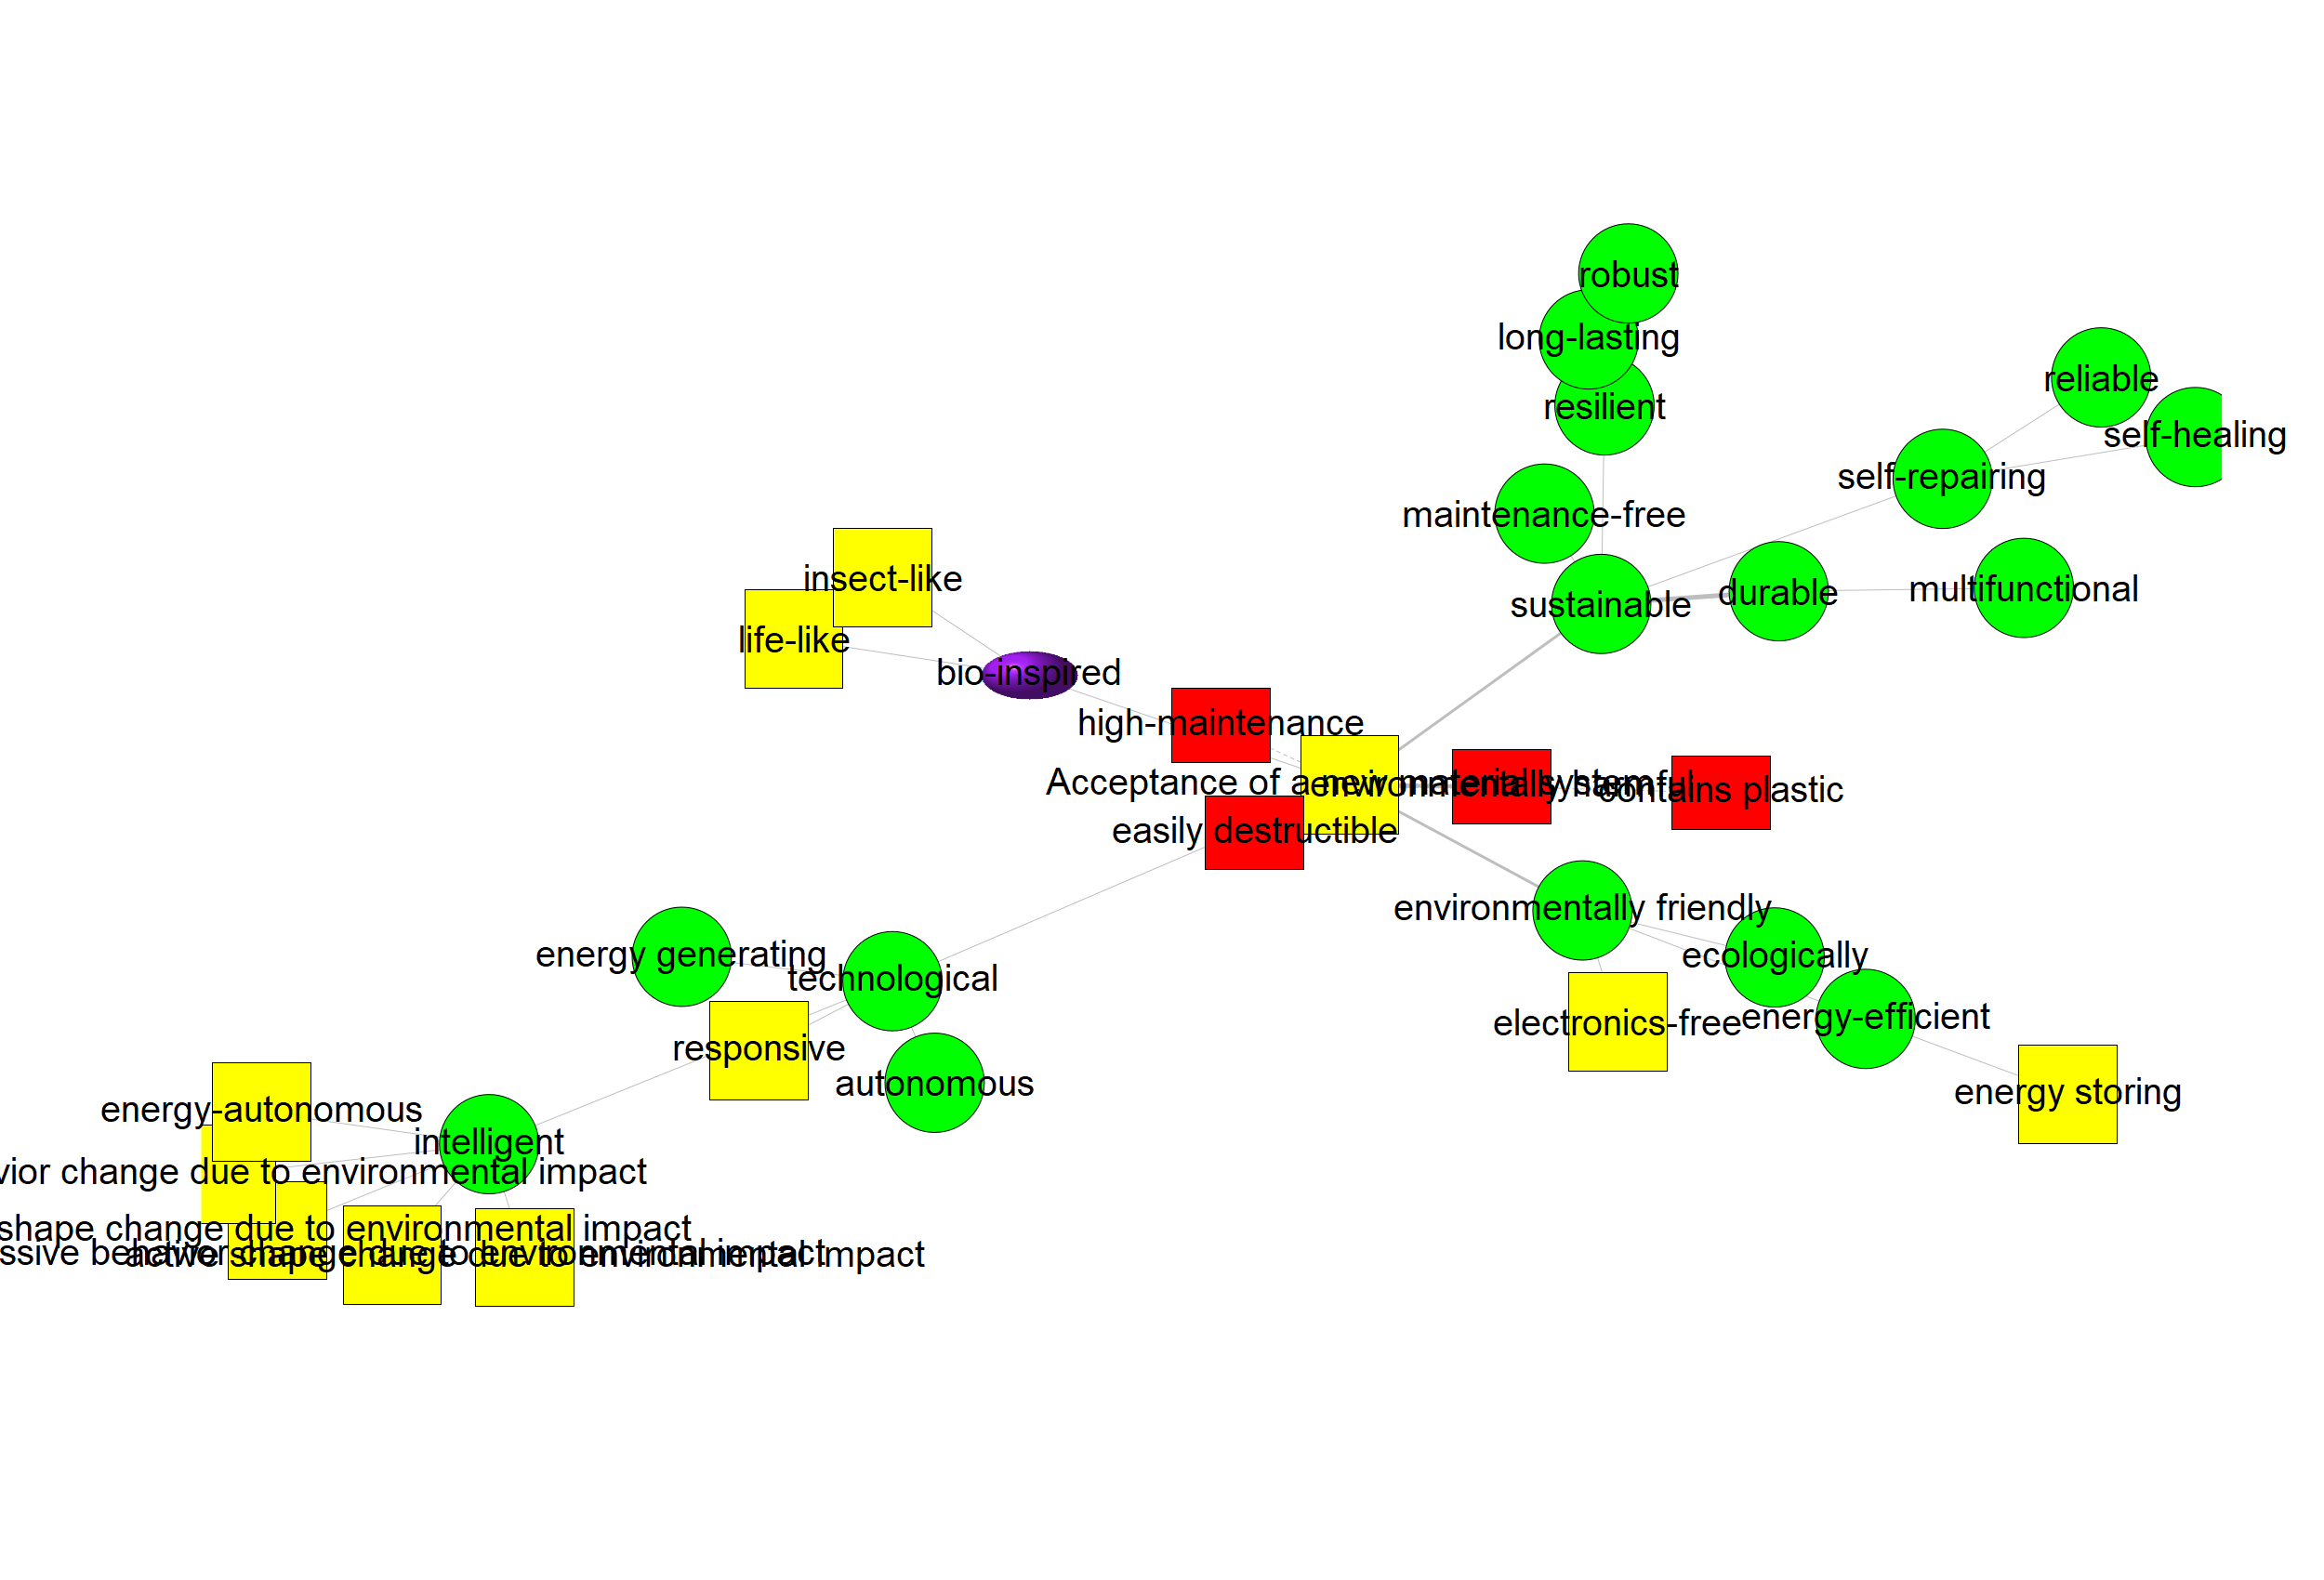 robust
long-lasting
reliable
resilient
self-healing
self-repairing
maintenance-free
insect-like
multifunctional
durable
sustainable
life-like
bio-inspired
high-maintenance
Acceptance of a new material system
environmentally harmful
contains plastic
easily destructible
environmentally friendly
energy generating
ecologically
technological
energy-efficient
electronics-free
responsive
autonomous
energy storing
energy-autonomous
intelligent
change due to environmental impact
shape change due to environmental impact
behavior change due to environmental impact
active shape change due to environmental impact